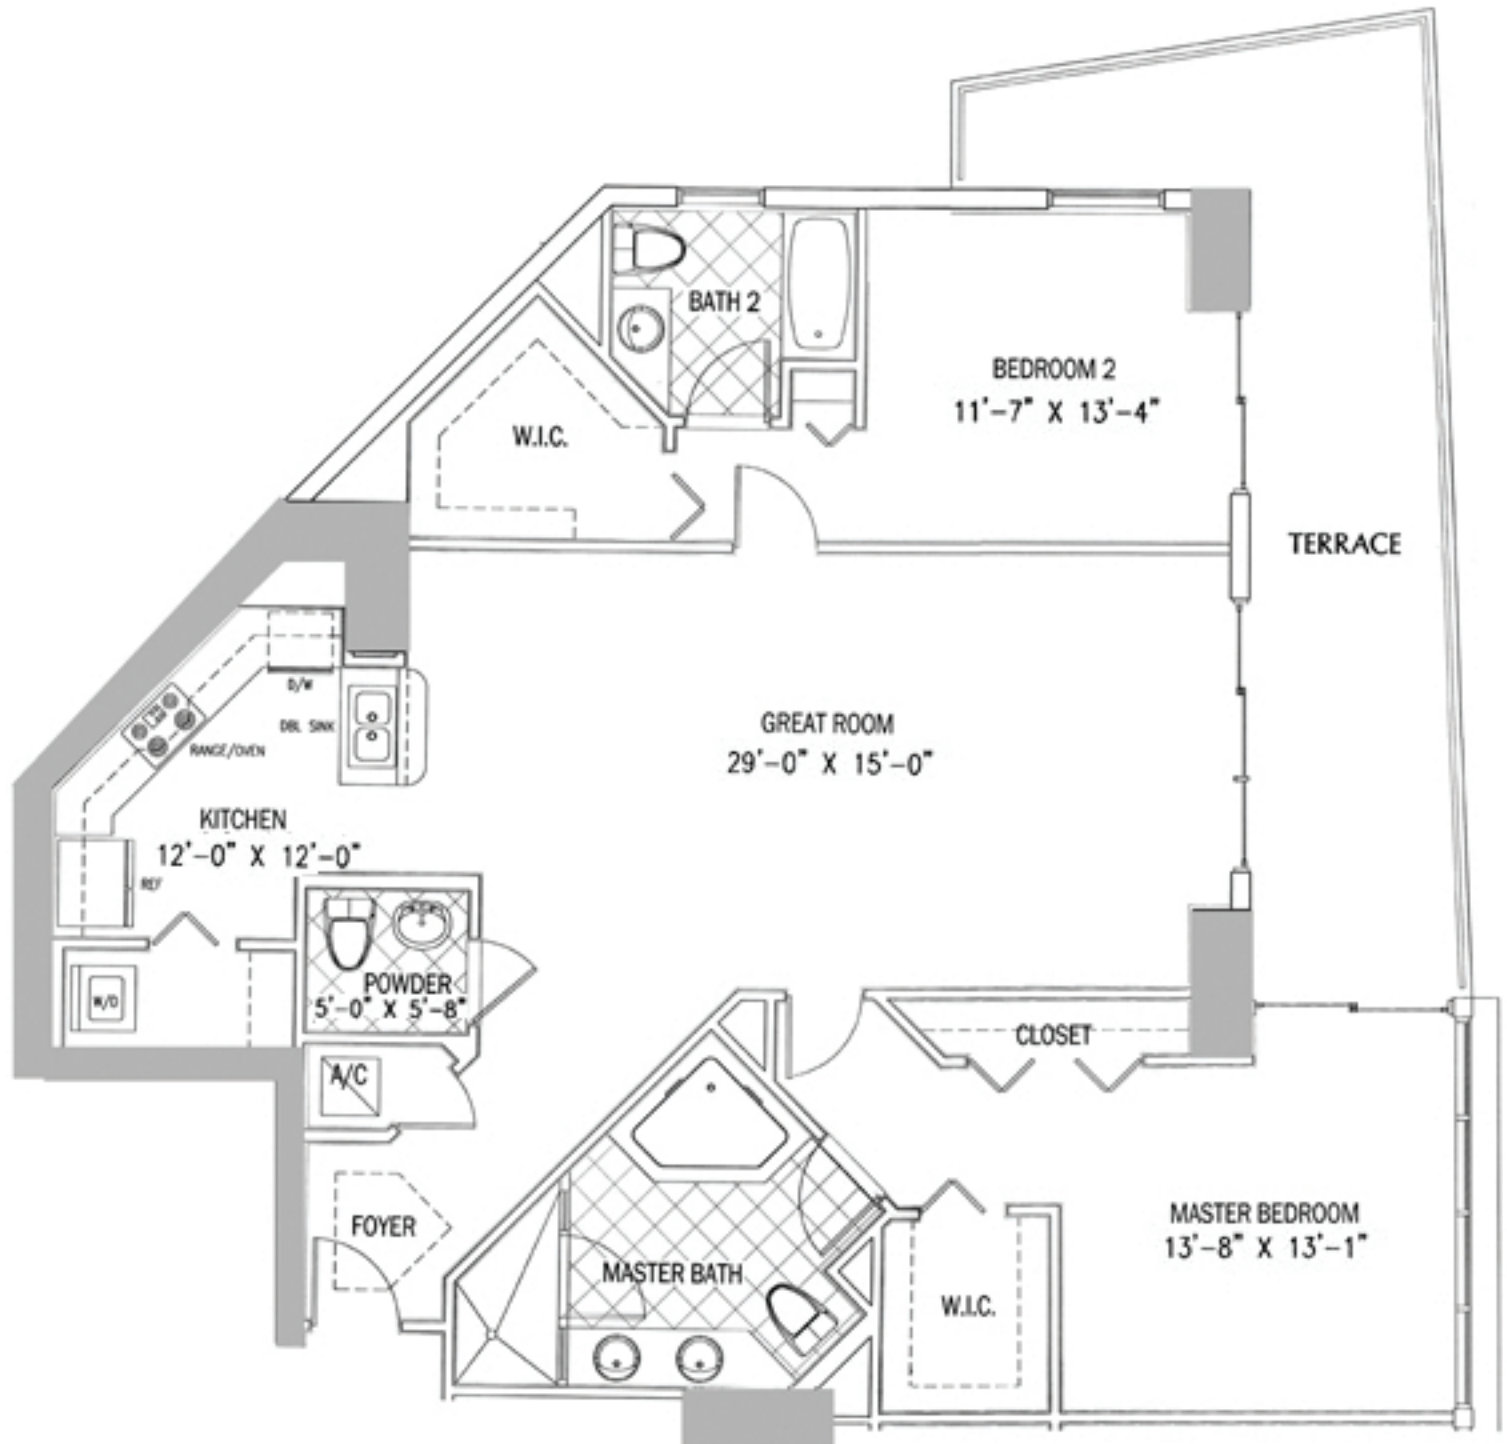 BATH 2
BEDROOM 2
11'-7" X 13'-4"
W.I.C.
TERRACE
D/W
DBL SINK
RANGE/OVEN
GREAT ROOM
29'-0" X 15'-0"
KITCHEN
12'-0" X 12'-0"
REF
POWDER
5'-0" X 5'-8"
W/D
CLOSET
A/C
FOYER
MASTER BEDROOM
13'-8" X 13'-1"
MASTER BATH
W.I.C.